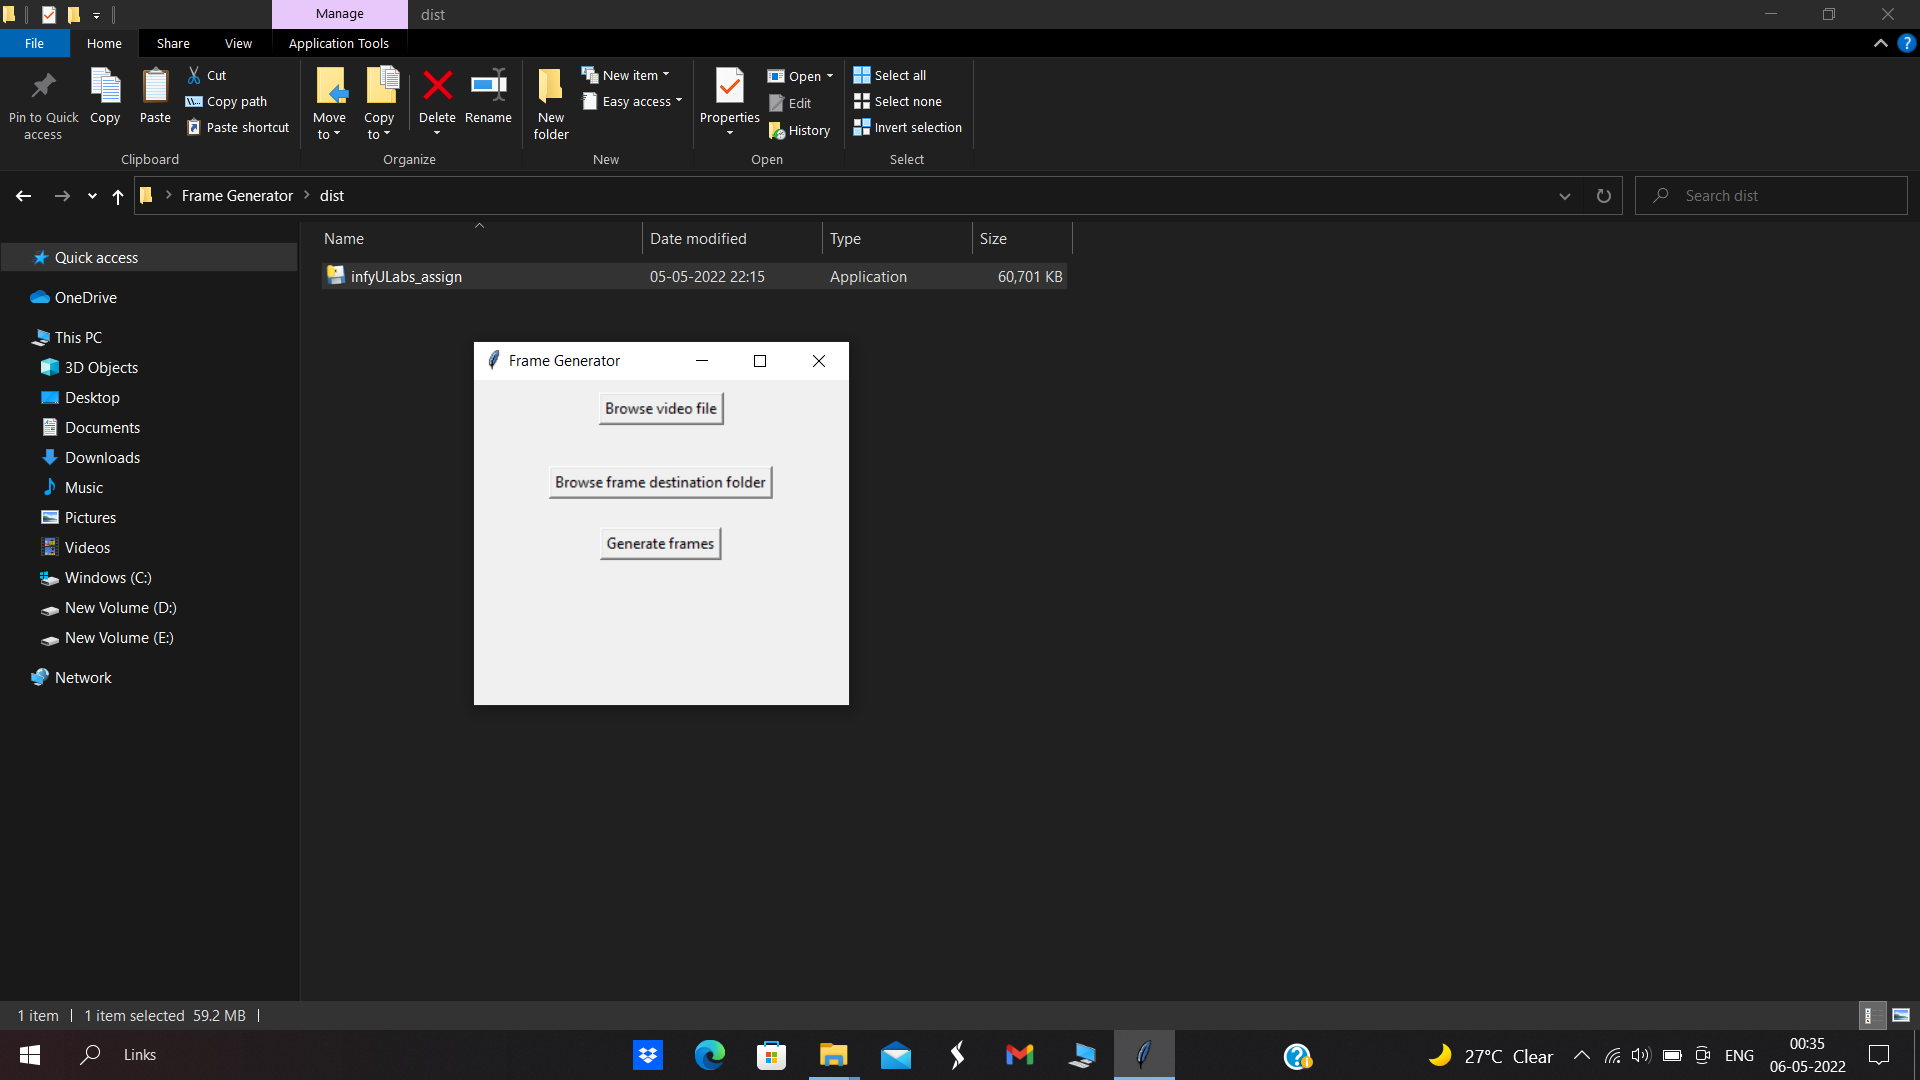 Manage
dist
File
Home
Share
View
Application Tools
Pin to Quick
access
Copy
Paste
Cut
Copy path
Paste shortcut
Clipboard
Move
to
Copy
to
Delete
Rename
Organize
New
folder
New item
Easy access
New
Properties
Open
Edit
History
Open
Select all
Select none
Invert selection
Select
Frame Generator
dist
Search dist
Name
Date modified
Type
Size
infyULabs_assign
05-05-2022 22:15
Application
60,701 KB
Quick access
OneDrive
This PC
3D Objects
Desktop
Documents
Downloads
Music
Pictures
Videos
Windows (C:)
New Volume (D:)
New Volume (E:)
Network
Frame Generator
Browse video file
Browse frame destination folder
Generate frames
1 item
1 item selected 59.2 MB
Links
27°C Clear
ENG
00:35
06-05-2022